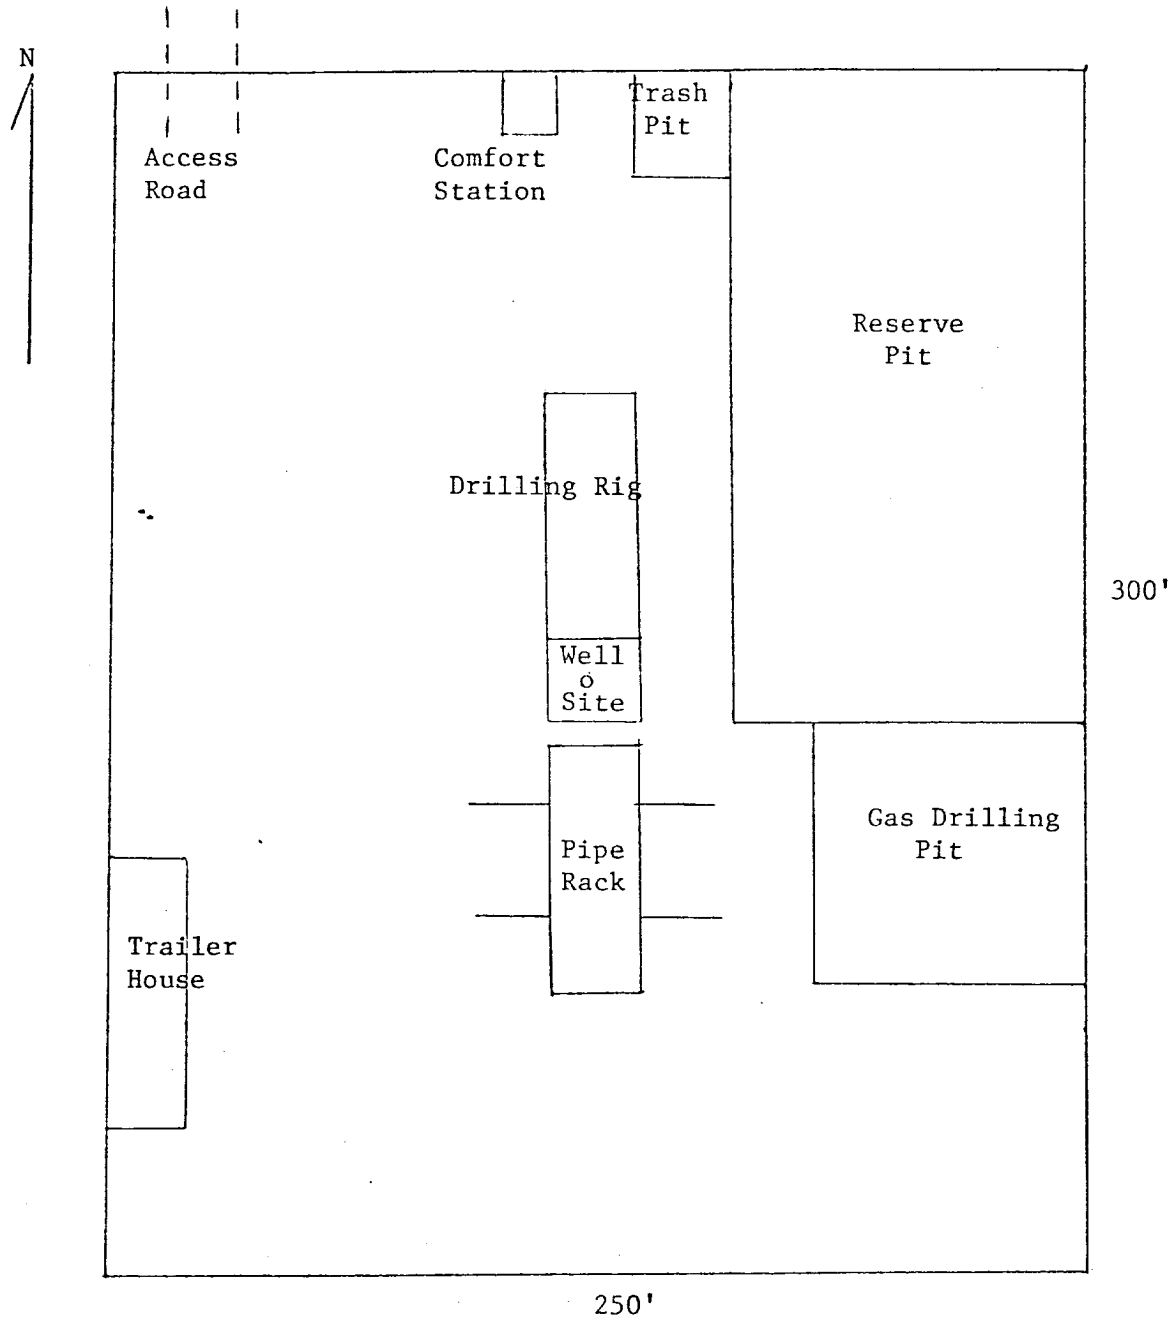 N
Access
Road
Comfort
Station
Trash
Pit
Reserve
Pit
Drilling Rig
300'
Well
Site
Gas Drilling
Pit
Pipe
Rack
Trailer
House
250'